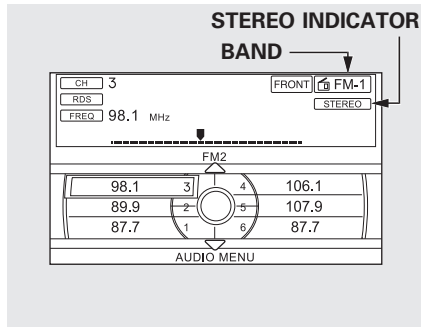 STEREO INDICATOR
BAND
CH 3 FRONT FM-1
RDS STEREO
FREQ 98.1 MHz
FM2
98.1 3 4 106.1
89.9 2 5 107.9
87.7 1 6 87.7
AUDIO MENU